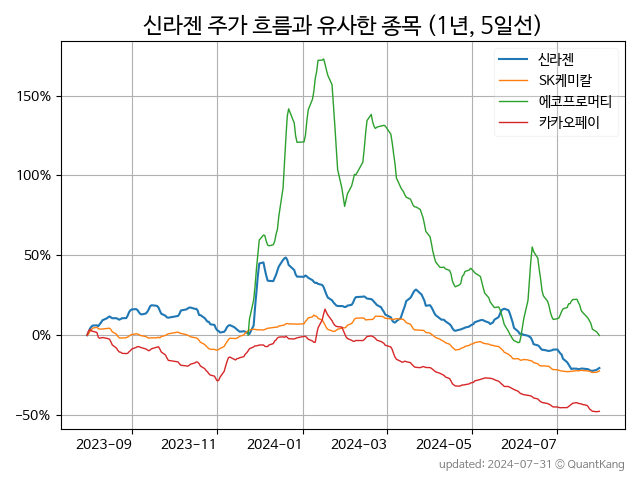 신라젠 주가 흐름과 유사한 종목 (1년, 5일선)
신라젠
SK케미칼
에코프로머티
카카오페이
150%
100%
50%
0%
−50%
2023-09 2023-11 2024-01 2024-03 2024-05 2024-07
updated: 2024-07-31 © QuantKang